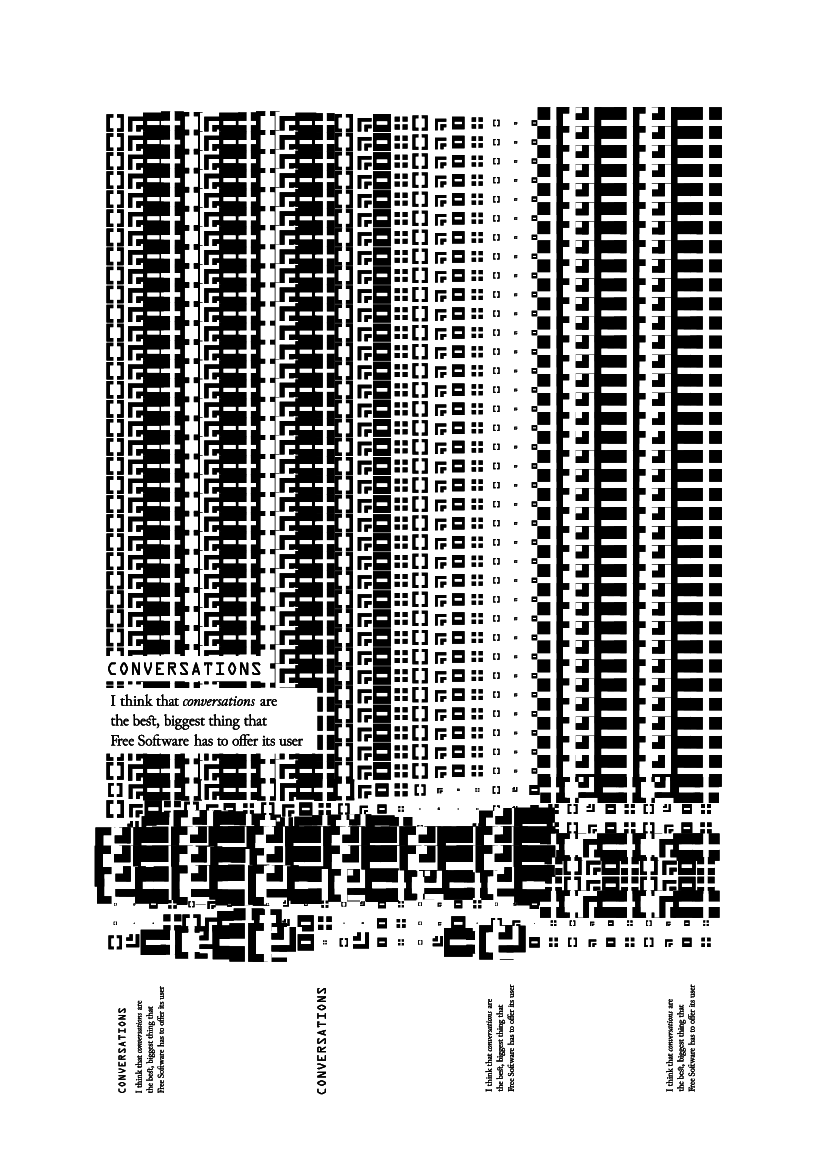 CONVERSATIONS
I think that conversations are
the best, biggest thing that
Free Software has to offer its user
CONVERSATIONS
I think that conversations are
the best, biggest thing that
Free Software has to offer its user
CONVERSATIONS
I think that conversations are
the best, biggest thing that
Free Software has to offer its user
I think that conversations are
the best, biggest thing that
Free Software has to offer its user